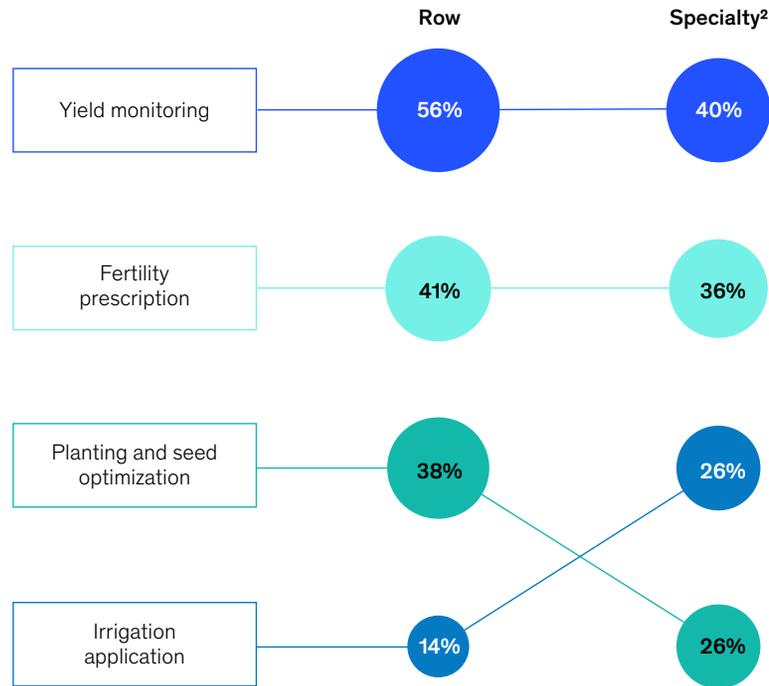 Row Specialty²
Yield monitoring 56% 40%
Fertility
prescription
41% 36%
Planting and seed
optimization
38% 26%
Irrigation
application
14% 26%